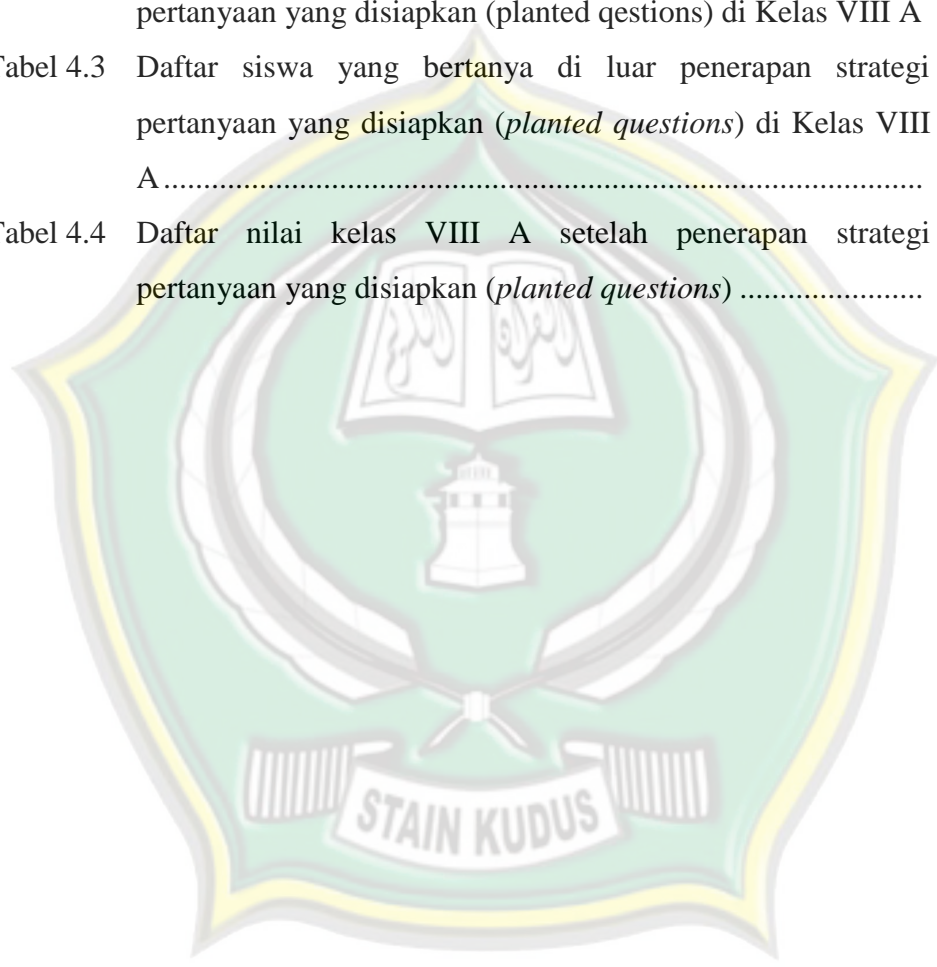 pertanyaan yang disiapkan (planted qestions) di Kelas VIII A
Tabel 4.3 Daftar siswa yang bertanya di luar penerapan strategi
pertanyaan yang disiapkan (planted questions) di Kelas VIII
A...............................................................................................
Tabel 4.4 Daftar nilai kelas VIII A setelah penerapan strategi
pertanyaan yang disiapkan (planted questions) .......................
STAIN KUDUS